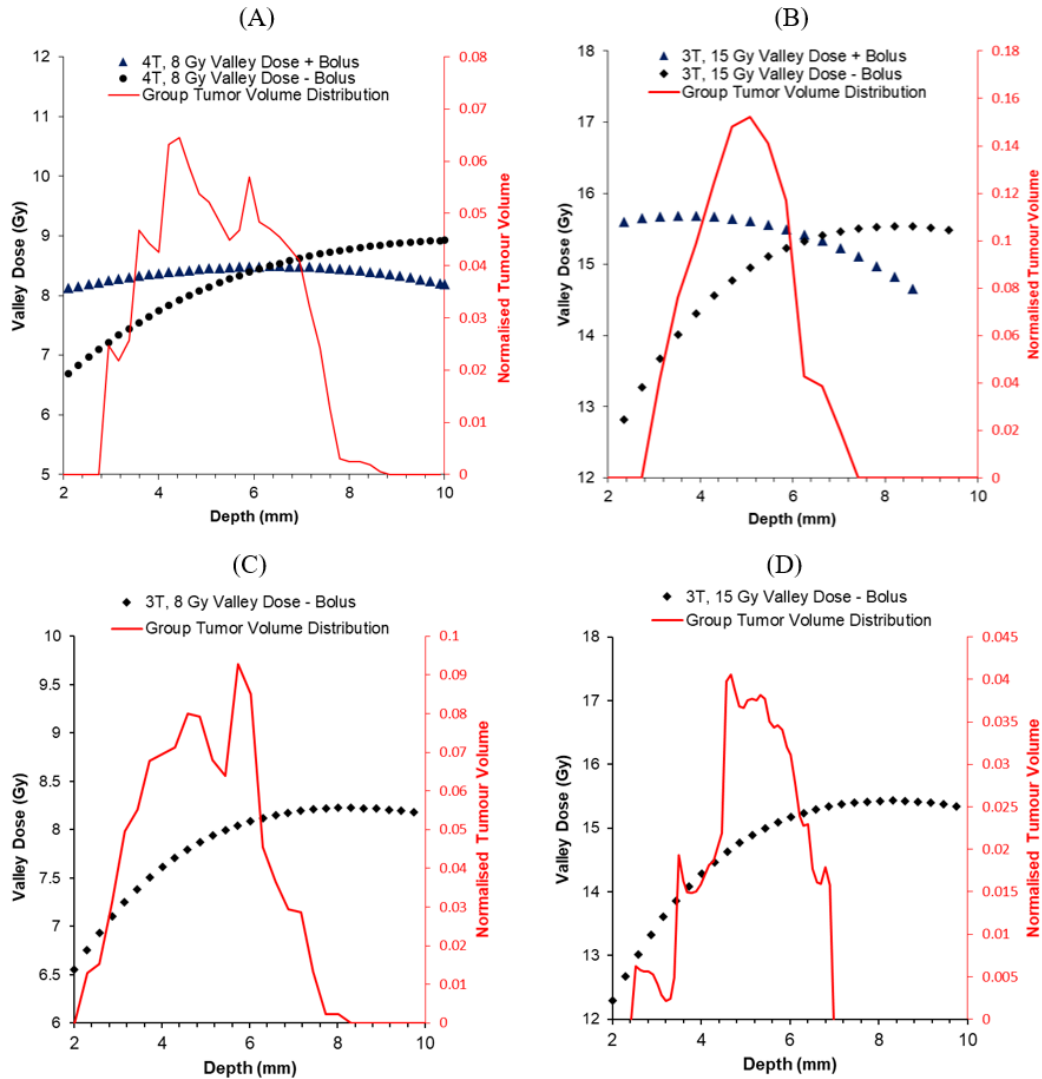 (A)
4T, 8 Gy Valley Dose + Bolus
4T, 8 Gy Valley Dose - Bolus
Group Tumor Volume Distribution
12
11
10
9
8
7
6
5
Valley Dose (Gy)
0.08
0.07
0.06
0.05
0.04
0.03
0.02
0.01
0
Normalised Tumour Volume
2 4 6 8 10
Depth (mm)
(B)
3T, 15 Gy Valley Dose + Bolus
3T, 15 Gy Valley Dose - Bolus
Group Tumor Volume Distribution
18
17
16
15
14
13
12
Valley Dose (Gy)
0.18
0.16
0.14
0.12
0.1
0.08
0.06
0.04
0.02
0
Normalised Tumour Volume
2 4 6 8 10
Depth (mm)
(C)
3T, 8 Gy Valley Dose - Bolus
Group Tumor Volume Distribution
10
9.5
9
8.5
8
7.5
7
6.5
6
Valley Dose (Gy)
0.1
0.09
0.08
0.07
0.06
0.05
0.04
0.03
0.02
0.01
0
Normalised Tumour Volume
2 4 6 8 10
Depth (mm)
(D)
3T, 15 Gy Valley Dose - Bolus
Group Tumor Volume Distribution
18
17
16
15
14
13
12
Valley Dose (Gy)
0.045
0.04
0.035
0.03
0.025
0.02
0.015
0.01
0.005
0
Normalised Tumour Volume
2 4 6 8 10
Depth (mm)